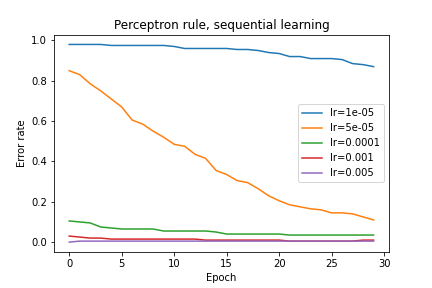 Perceptron rule, sequential learning
1.0
0.8
0.6
0.4
0.2
0.0
Error rate
lr=1e-05
lr=5e-05
lr=0.0001
lr=0.001
lr=0.005
0 5 10 15 20 25 30
Epoch